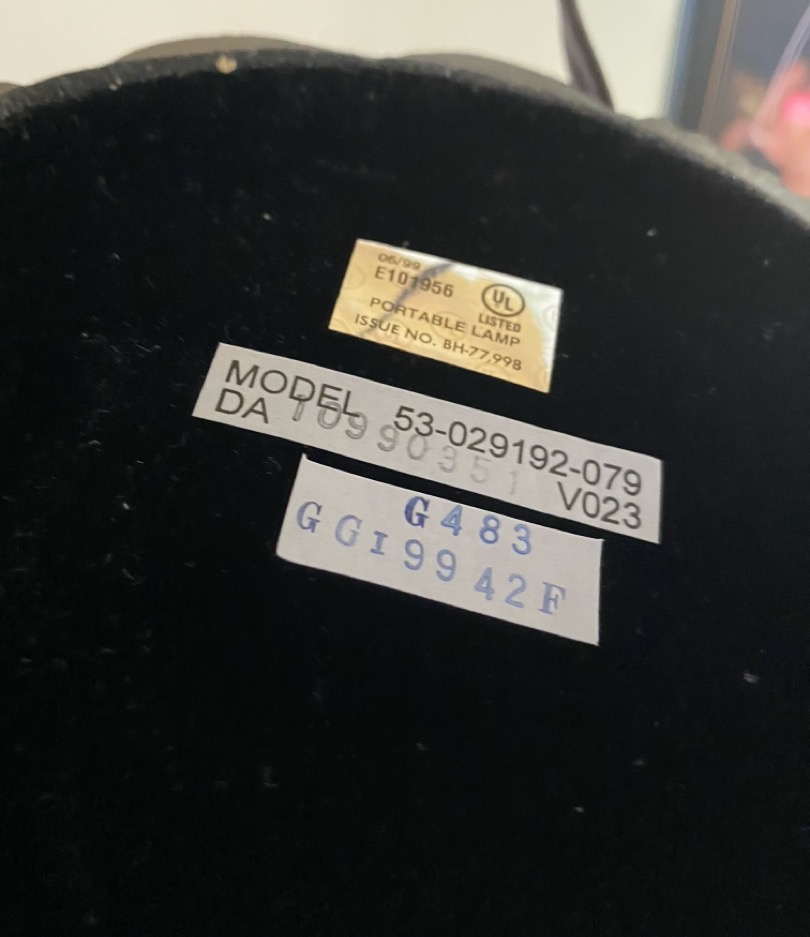 06/99
E101956
UL
LISTED
PORTABLE LAMP
ISSUE NO. BH-77,998
MODEL 53-029192-079
DA 10990351 V023
G483
GGI9942F